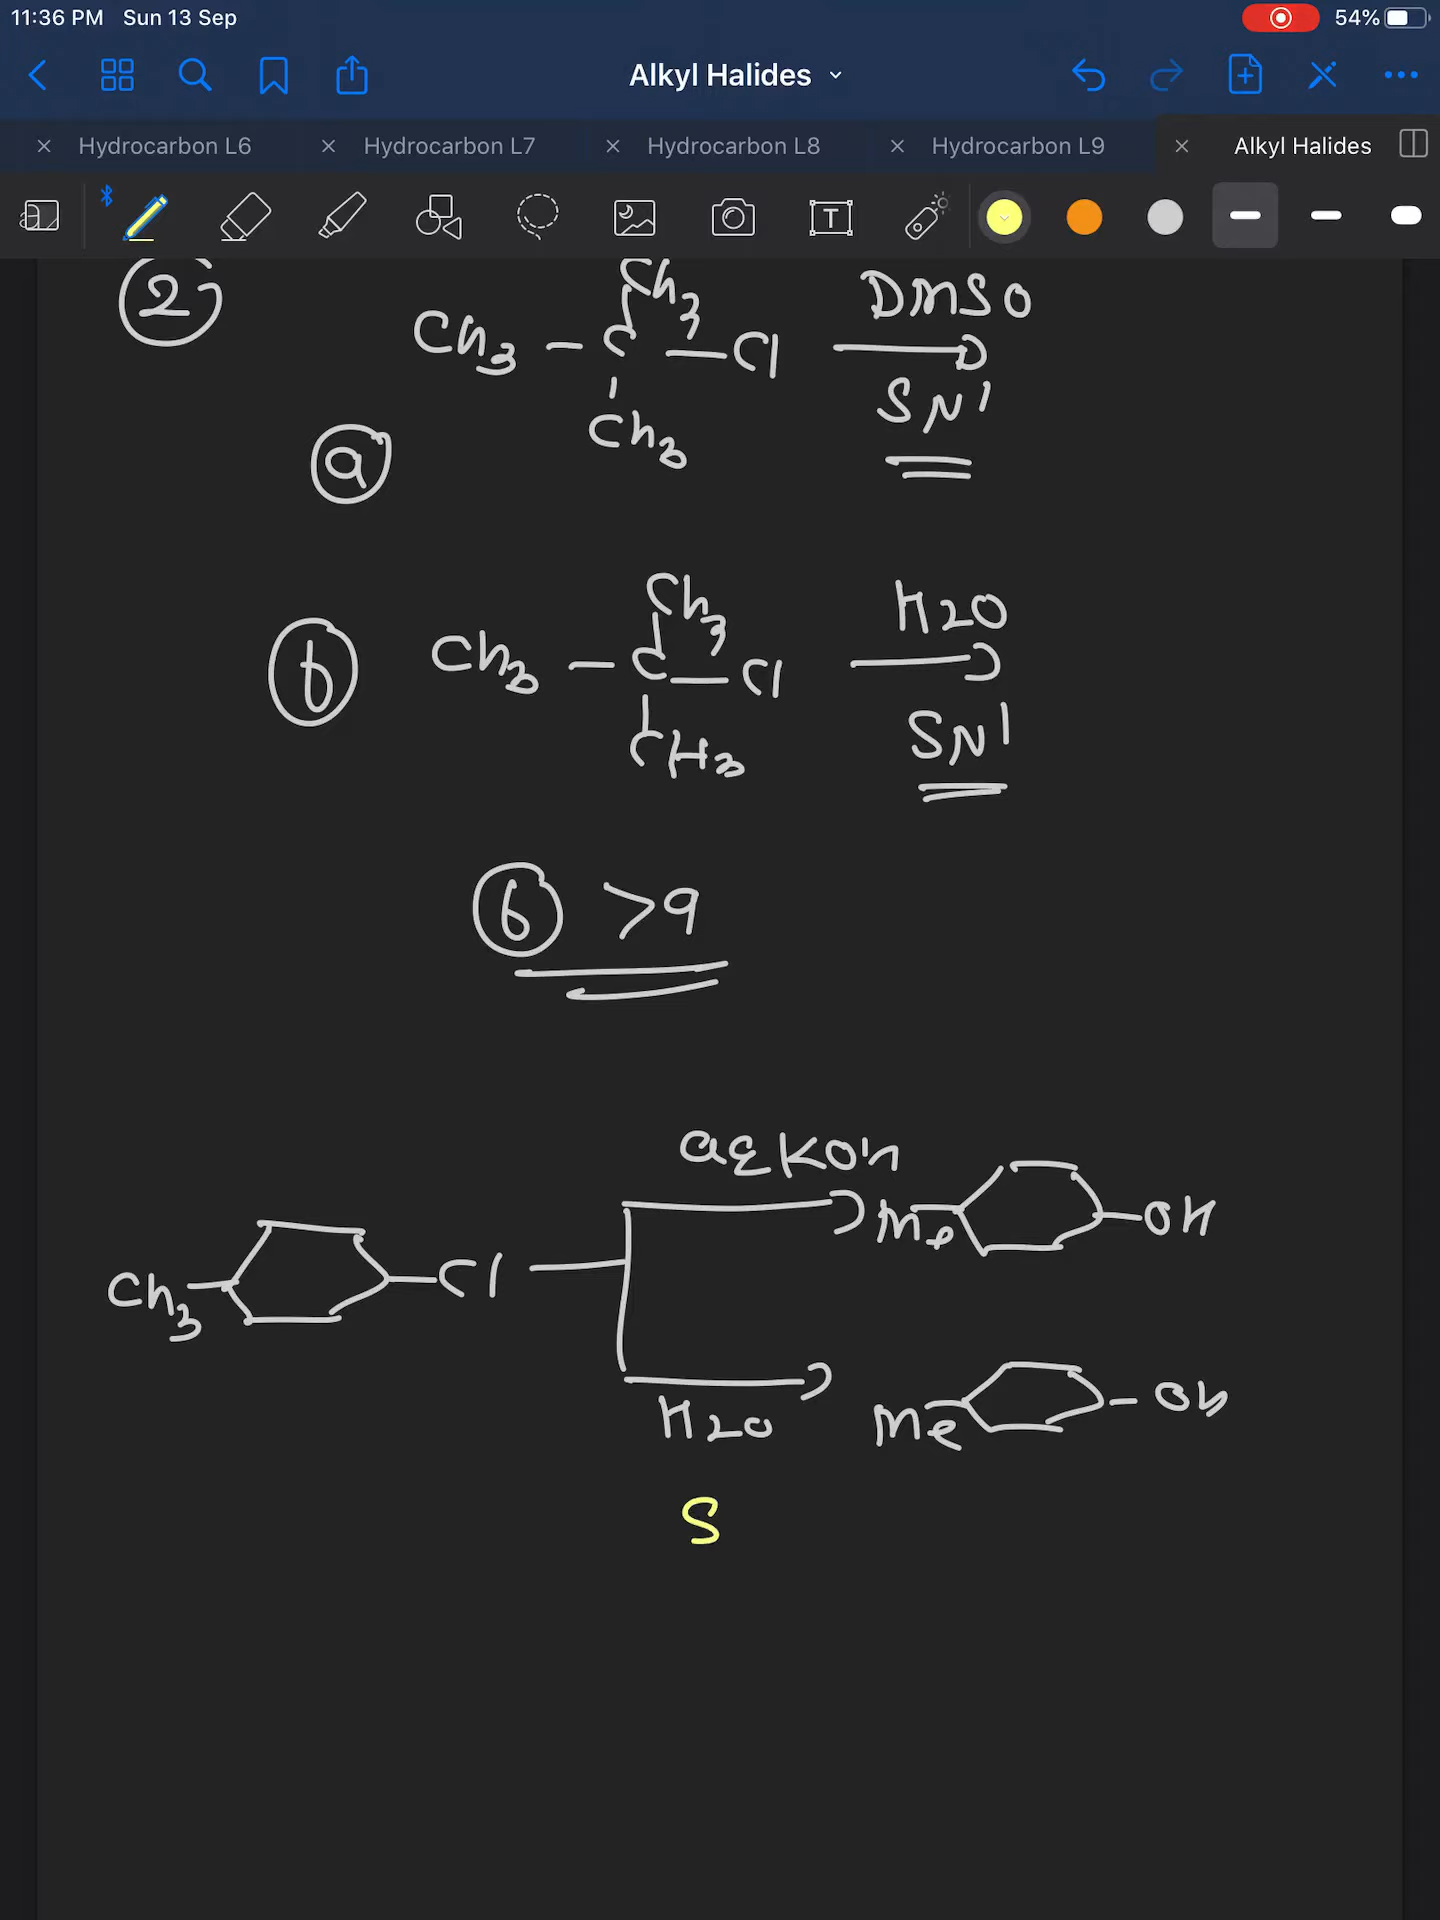 11:36 PM Sun 13 Sep 54%
Alkyl Halides
Hydrocarbon L6 Hydrocarbon L7 Hydrocarbon L8 Hydrocarbon L9 Alkyl Halides
a T
2
Ch3 DMSO
Ch3 - C - Cl
SN1
Ch3
a
Ch3 H2O
b Ch3 - C - Cl
SN1
CH3
b > a
aq KOH
Me OH
Ch3 Cl
H2O Me - Oh
S